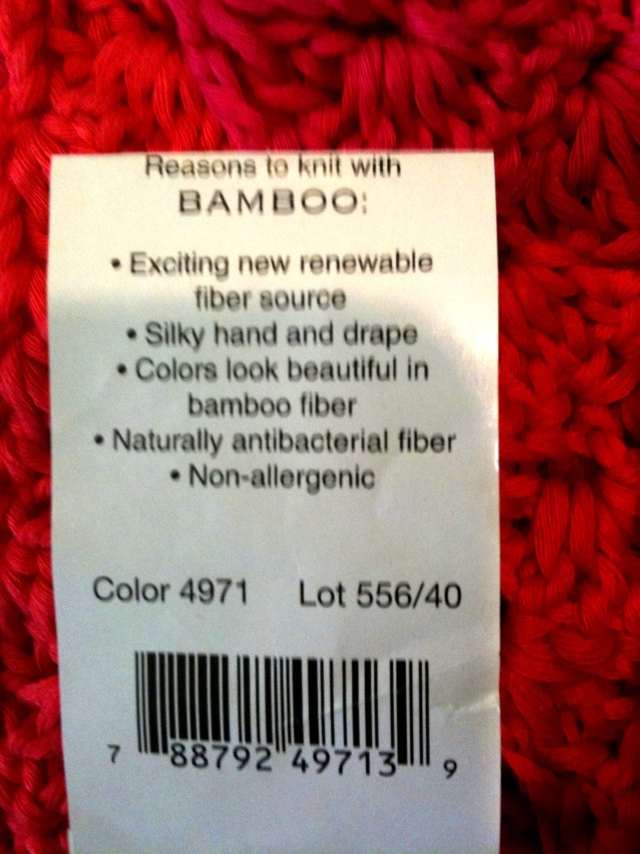 Reasons to knit with
BAMBOO:
• Exciting new renewable
fiber source
• Silky hand and drape
• Colors look beautiful in
bamboo fiber
• Naturally antibacterial fiber
• Non-allergenic
Color 4971 Lot 556/40
7 88792 49713 9